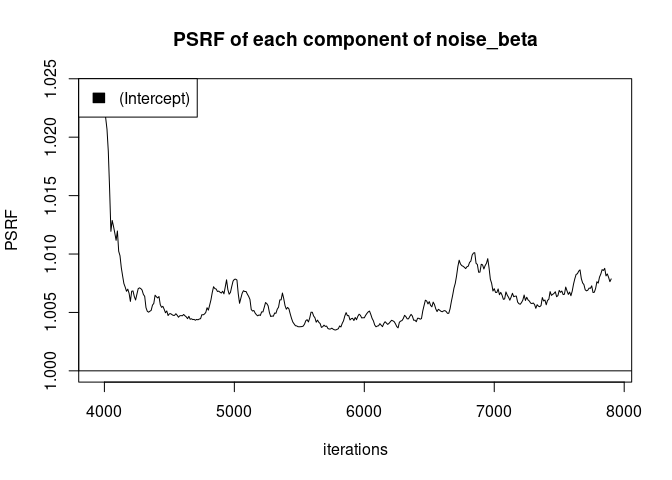 PSRF of each component of noise_beta
(Intercept)
PSRF
1.025
1.020
1.015
1.010
1.005
1.000
4000 5000 6000 7000 8000
iterations